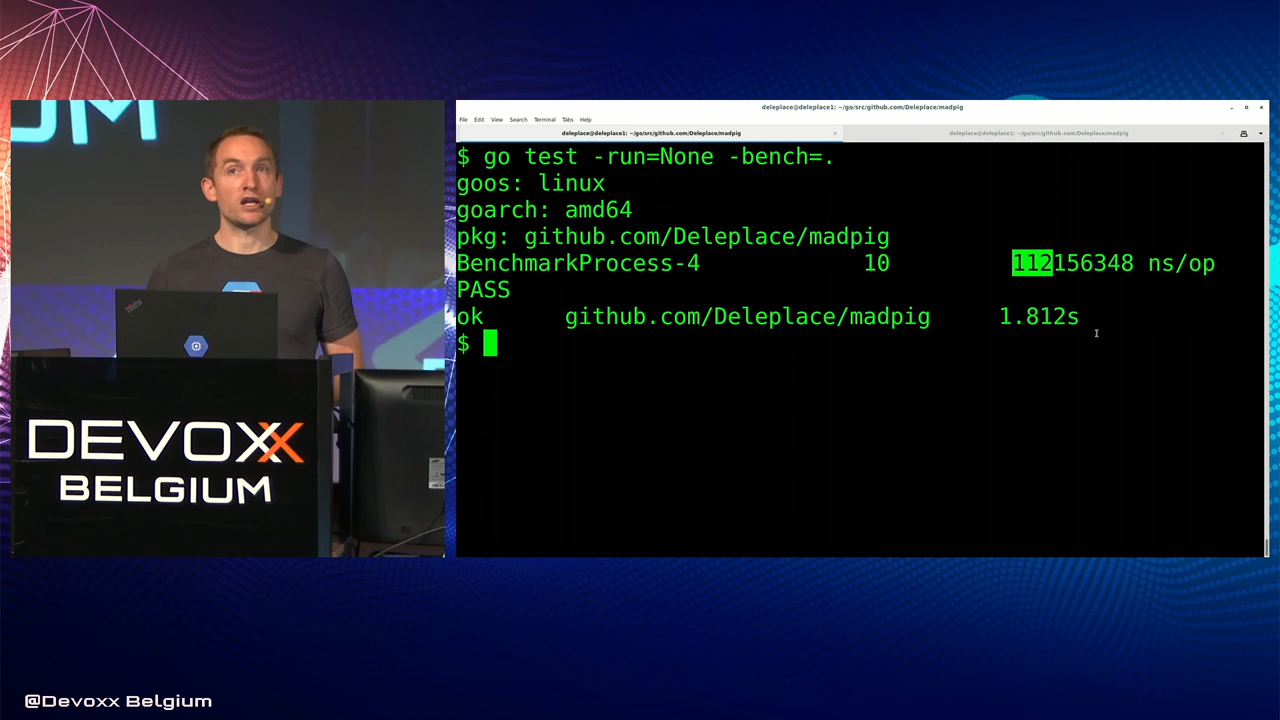 UM
ThinkPad
DEVOXX
BELGIUM
deleplace@deleplace1: ~/go/src/github.com/Deleplace/madpig
File Edit View Search Terminal Tabs Help
deleplace@deleplace1: ~/go/src/github.com/Deleplace/madpig × deleplace@deleplace1: ~/go/src/github.com/Deleplace/madpig ×
$ go test -run=None -bench=.
goos: linux
goarch: amd64
pkg: github.com/Deleplace/madpig
BenchmarkProcess-4 10 112156348 ns/op
PASS
ok github.com/Deleplace/madpig 1.812s
$
@Devoxx Belgium